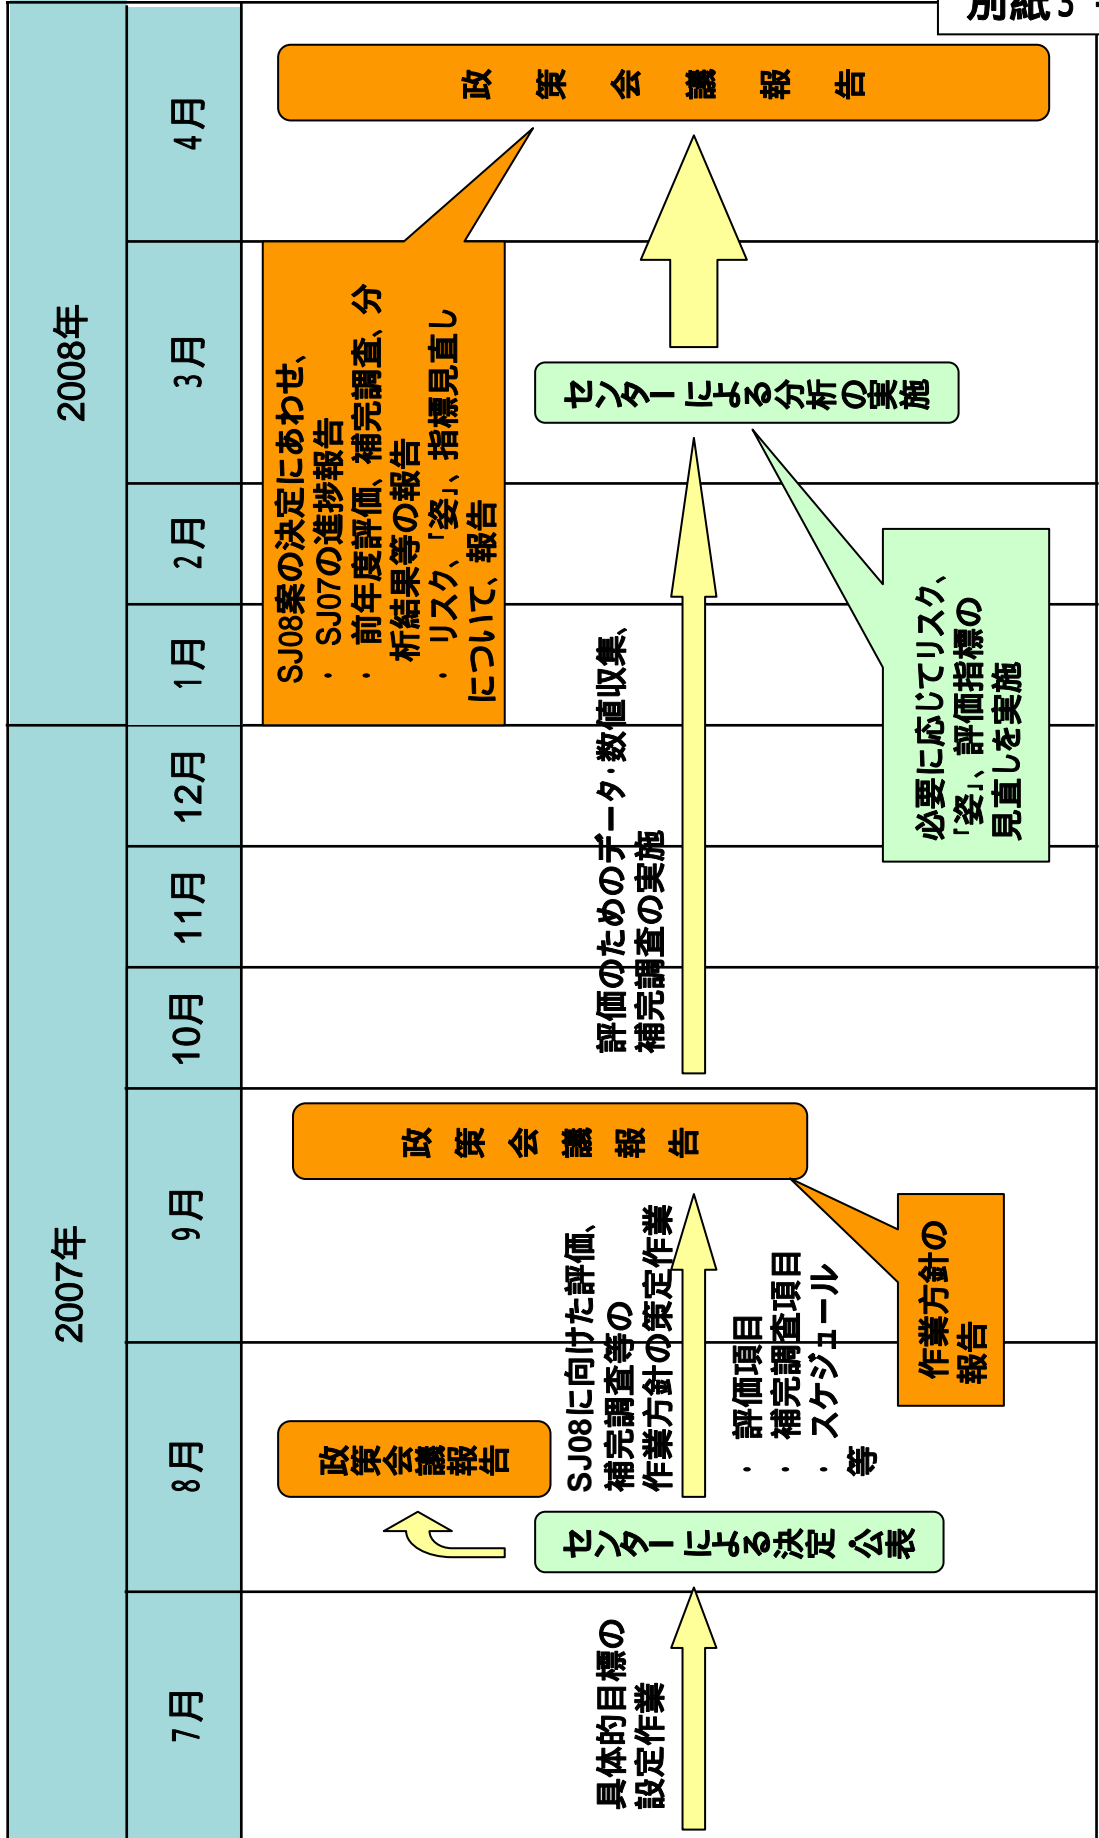 別紙3
2007年
2008年
7月
8月
9月
10月
11月
12月
1月
2月
3月
4月
具体的目標の
設定作業
センターによる決定・公表
政策会議報告
SJ08に向けた評価、
補完調査等の
作業方針の策定作業
・ 評価項目
・ 補完調査項目
・ スケジュール
等
政策会議報告
作業方針の
報告
評価のためのデータ・数値収集、
補完調査の実施
センターによる分析の実施
必要に応じてリスク、
「姿」、評価指標の
見直しを実施
SJ08案の決定にあわせ、
・ SJ07の進捗報告
・ 前年度評価、補完調査、分
析結果等の報告
・ リスク、「姿」、指標見直し
について、報告
政策会議報告